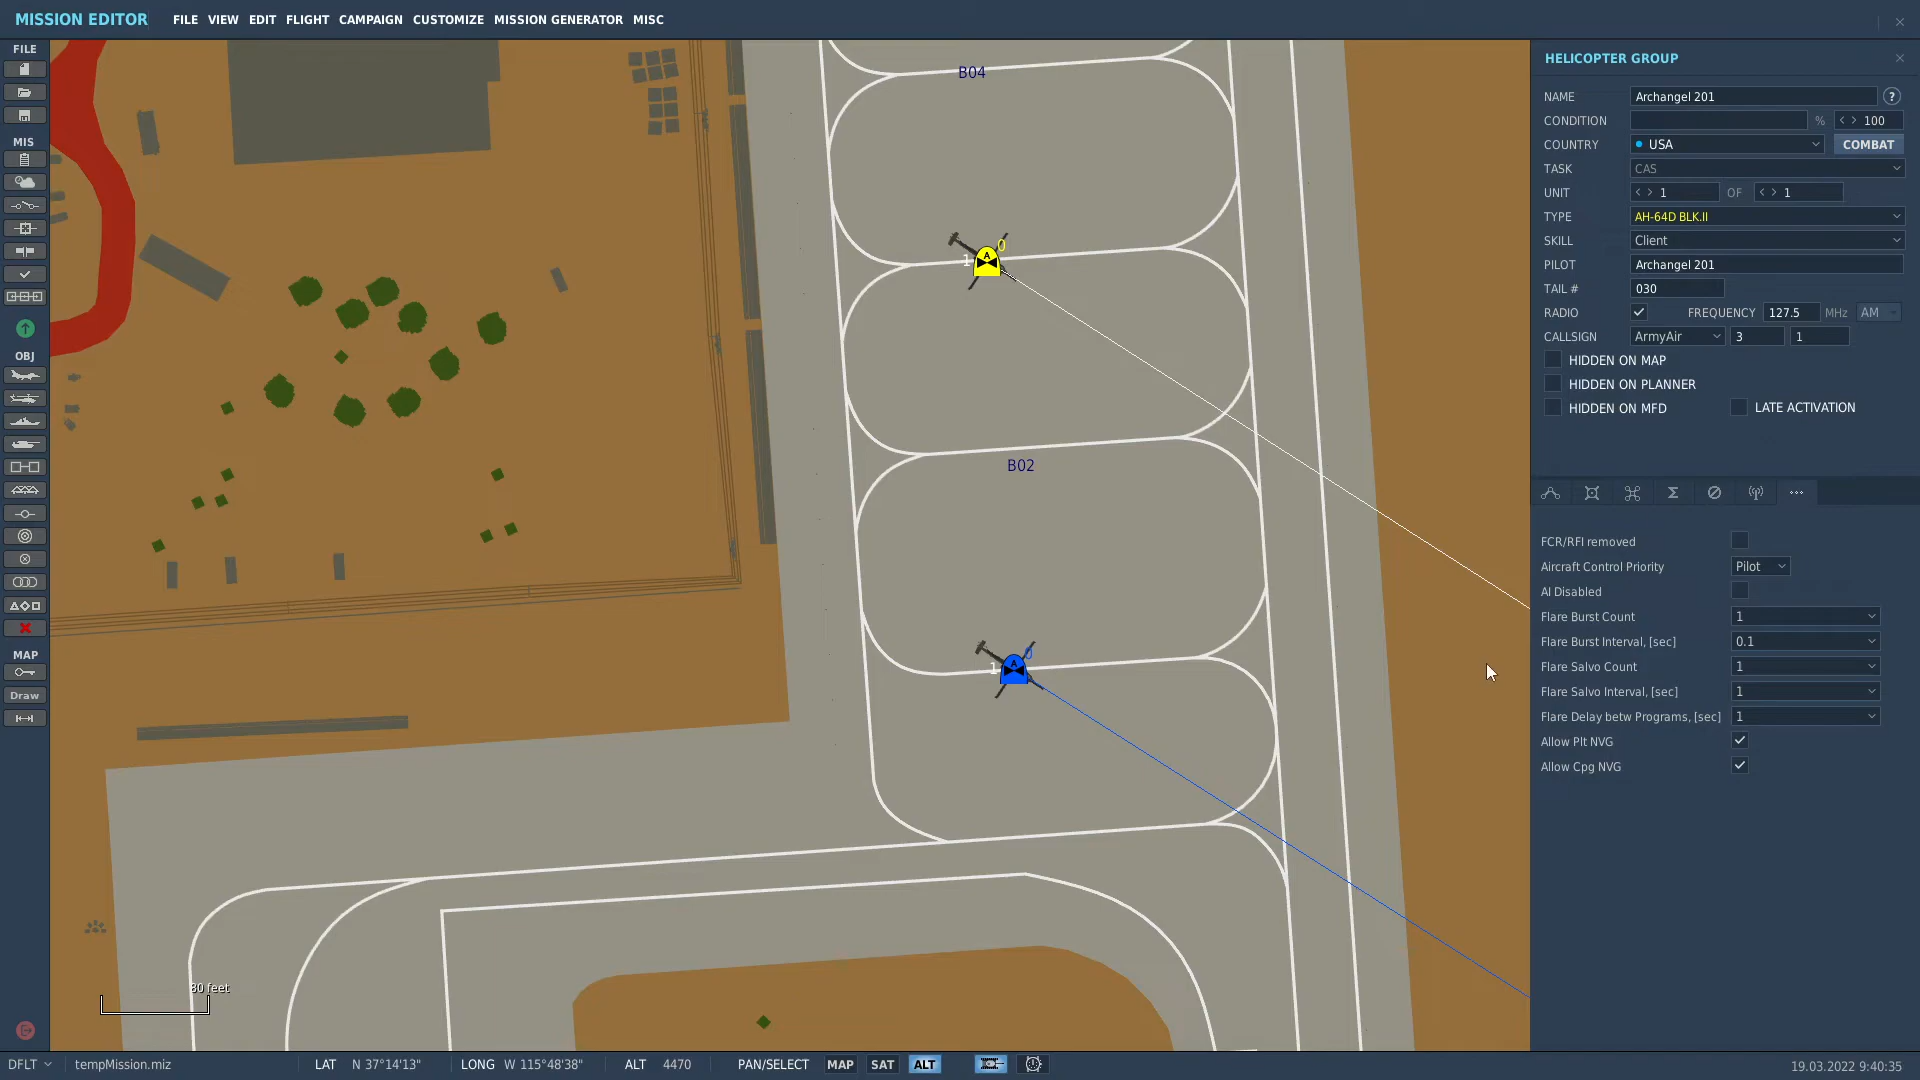 MISSION EDITOR FILE VIEW EDIT FLIGHT CAMPAIGN CUSTOMIZE MISSION GENERATOR MISC
FILE
MIS
OBJ
MAP
Draw
B04
0
1
B02
0
1
80 feet
HELICOPTER GROUP
NAME Archangel 201 ?
CONDITION % < > 100
COUNTRY USA COMBAT
TASK CAS
UNIT < > 1 OF < > 1
TYPE AH-64D BLK.II
SKILL Client
PILOT Archangel 201
TAIL # 030
RADIO FREQUENCY 127.5 MHz AM
CALLSIGN ArmyAir 3 1
HIDDEN ON MAP
HIDDEN ON PLANNER
HIDDEN ON MFD LATE ACTIVATION
FCR/RFI removed
Aircraft Control Priority Pilot
AI Disabled
Flare Burst Count 1
Flare Burst Interval, [sec] 0.1
Flare Salvo Count 1
Flare Salvo Interval, [sec] 1
Flare Delay betw Programs, [sec] 1
Allow Plt NVG
Allow Cpg NVG
DFLT tempMission.miz LAT N 37°14'13" LONG W 115°48'38" ALT 4470 PAN/SELECT MAP SAT ALT 19.03.2022 9:40:35